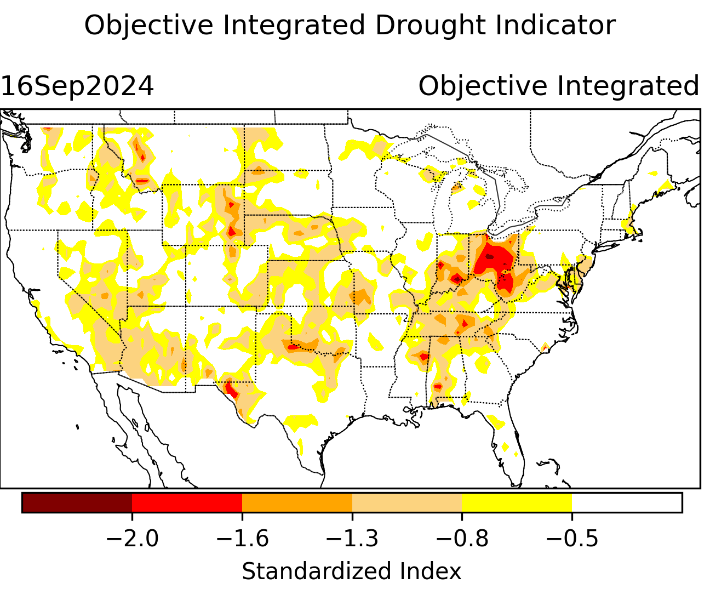 Objective Integrated Drought Indicator
16Sep2024 Objective Integrated
−2.0 −1.6 −1.3 −0.8 −0.5
Standardized Index